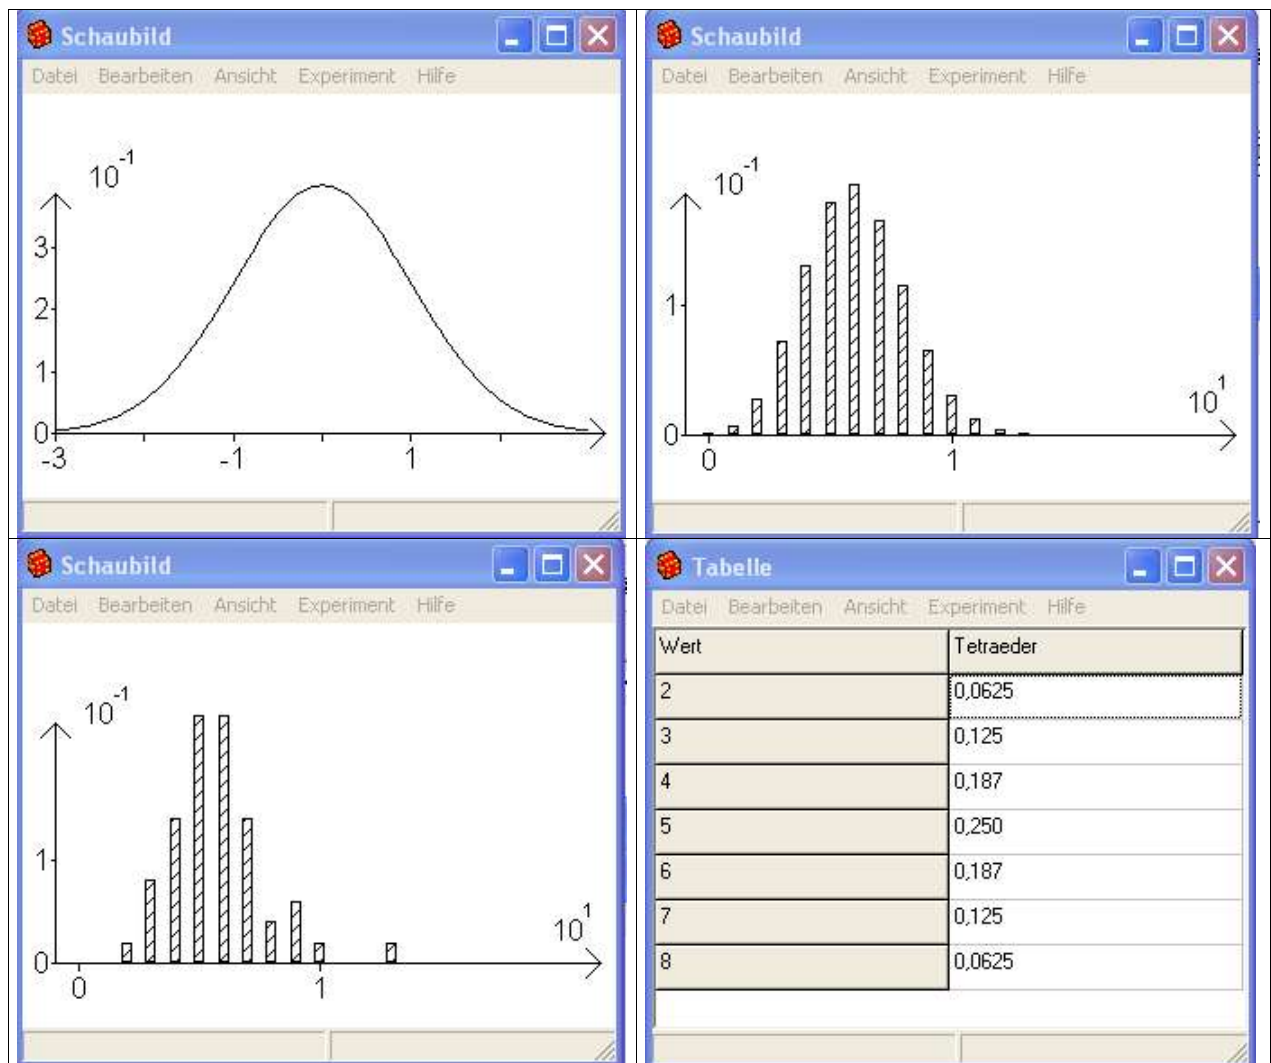 Schaubild
Datei Bearbeiten Ansicht Experiment Hilfe
10^-1
3
2
1
0
-3 -1 1
Schaubild
Datei Bearbeiten Ansicht Experiment Hilfe
10^-1
1
10^1
0
0 1
Schaubild
Datei Bearbeiten Ansicht Experiment Hilfe
10^-1
1
10^1
0
0 1
Tabelle
Datei Bearbeiten Ansicht Experiment Hilfe
Wert Tetraeder
2 0,0625
3 0,125
4 0,187
5 0,250
6 0,187
7 0,125
8 0,0625